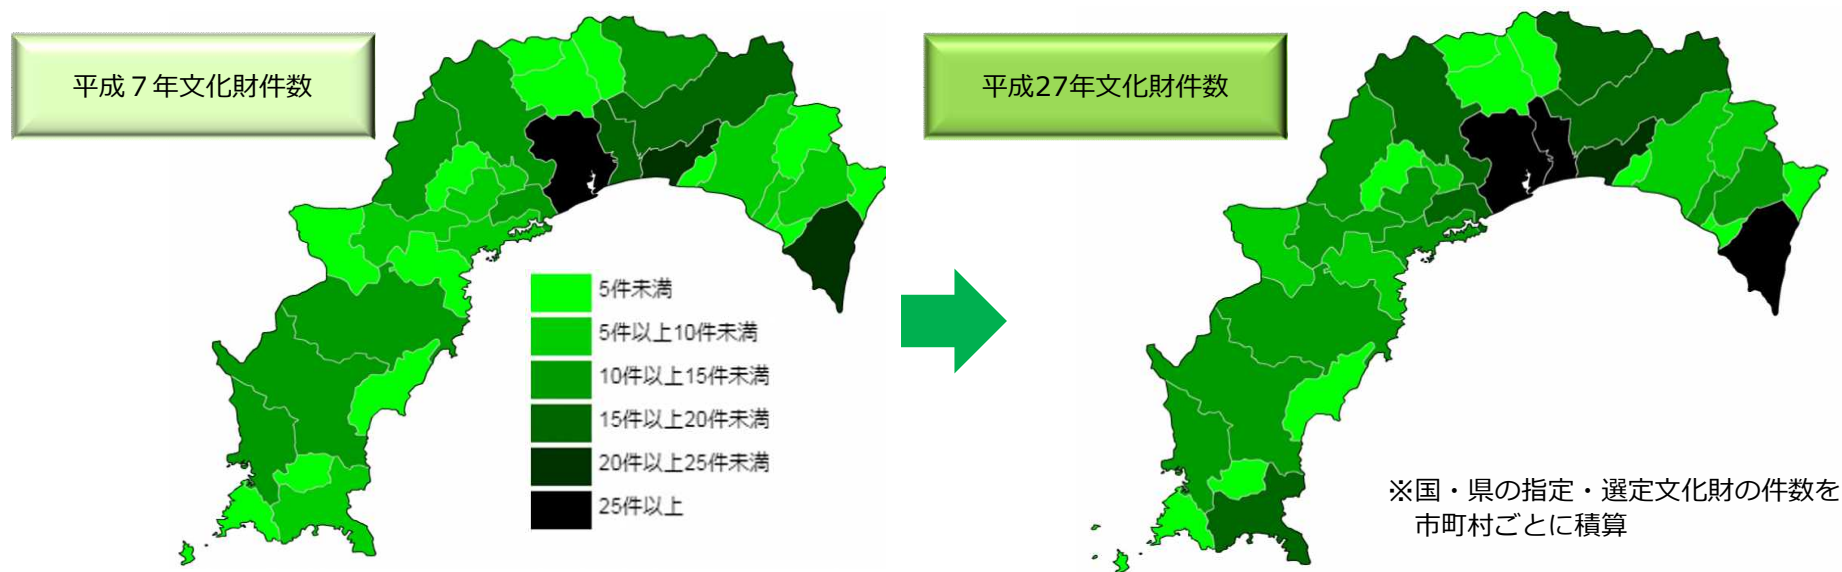 平成７年文化財件数
平成27年文化財件数
5件未満
5件以上10件未満
10件以上15件未満
15件以上20件未満
20件以上25件未満
25件以上
※国・県の指定・選定文化財の件数を
市町村ごとに積算